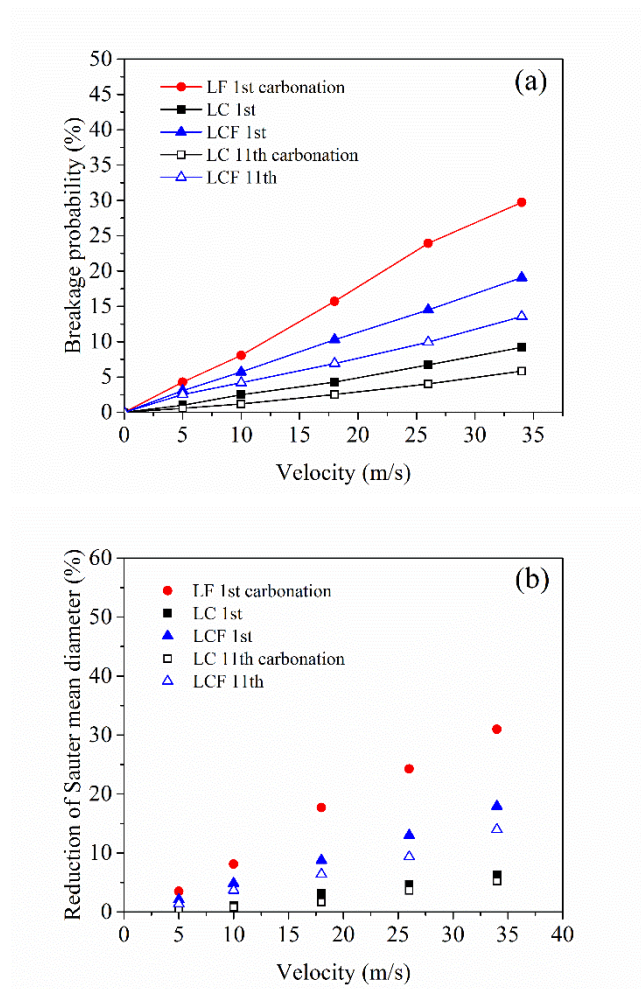 (a)
LF 1st carbonation
LC 1st
LCF 1st
LC 11th carbonation
LCF 11th
Breakage probability (%)
50
45
40
35
30
25
20
15
10
5
0
0 5 10 15 20 25 30 35
Velocity (m/s)
(b)
LF 1st carbonation
LC 1st
LCF 1st
LC 11th carbonation
LCF 11th
Reduction of Sauter mean diameter (%)
60
50
40
30
20
10
0
0 5 10 15 20 25 30 35 40
Velocity (m/s)